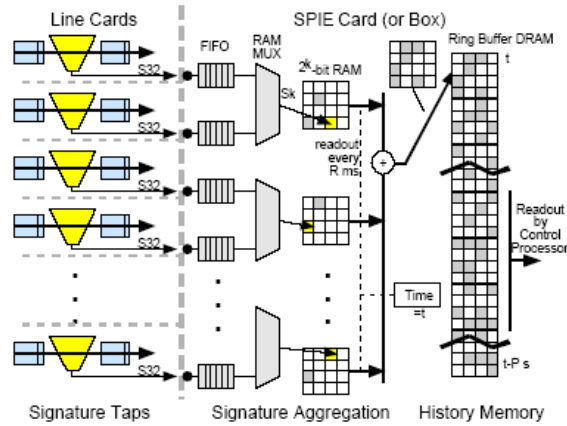 Line Cards
SPIE Card (or Box)
FIFO
RAM
MUX
2^k-bit RAM
Ring Buffer DRAM
t
S32
Sk
S32
readout
every
R ms
+
S32
S32
Readout
by
Control
Processor
Time
=t
S32
t-P s
Signature Taps
Signature Aggregation
History Memory